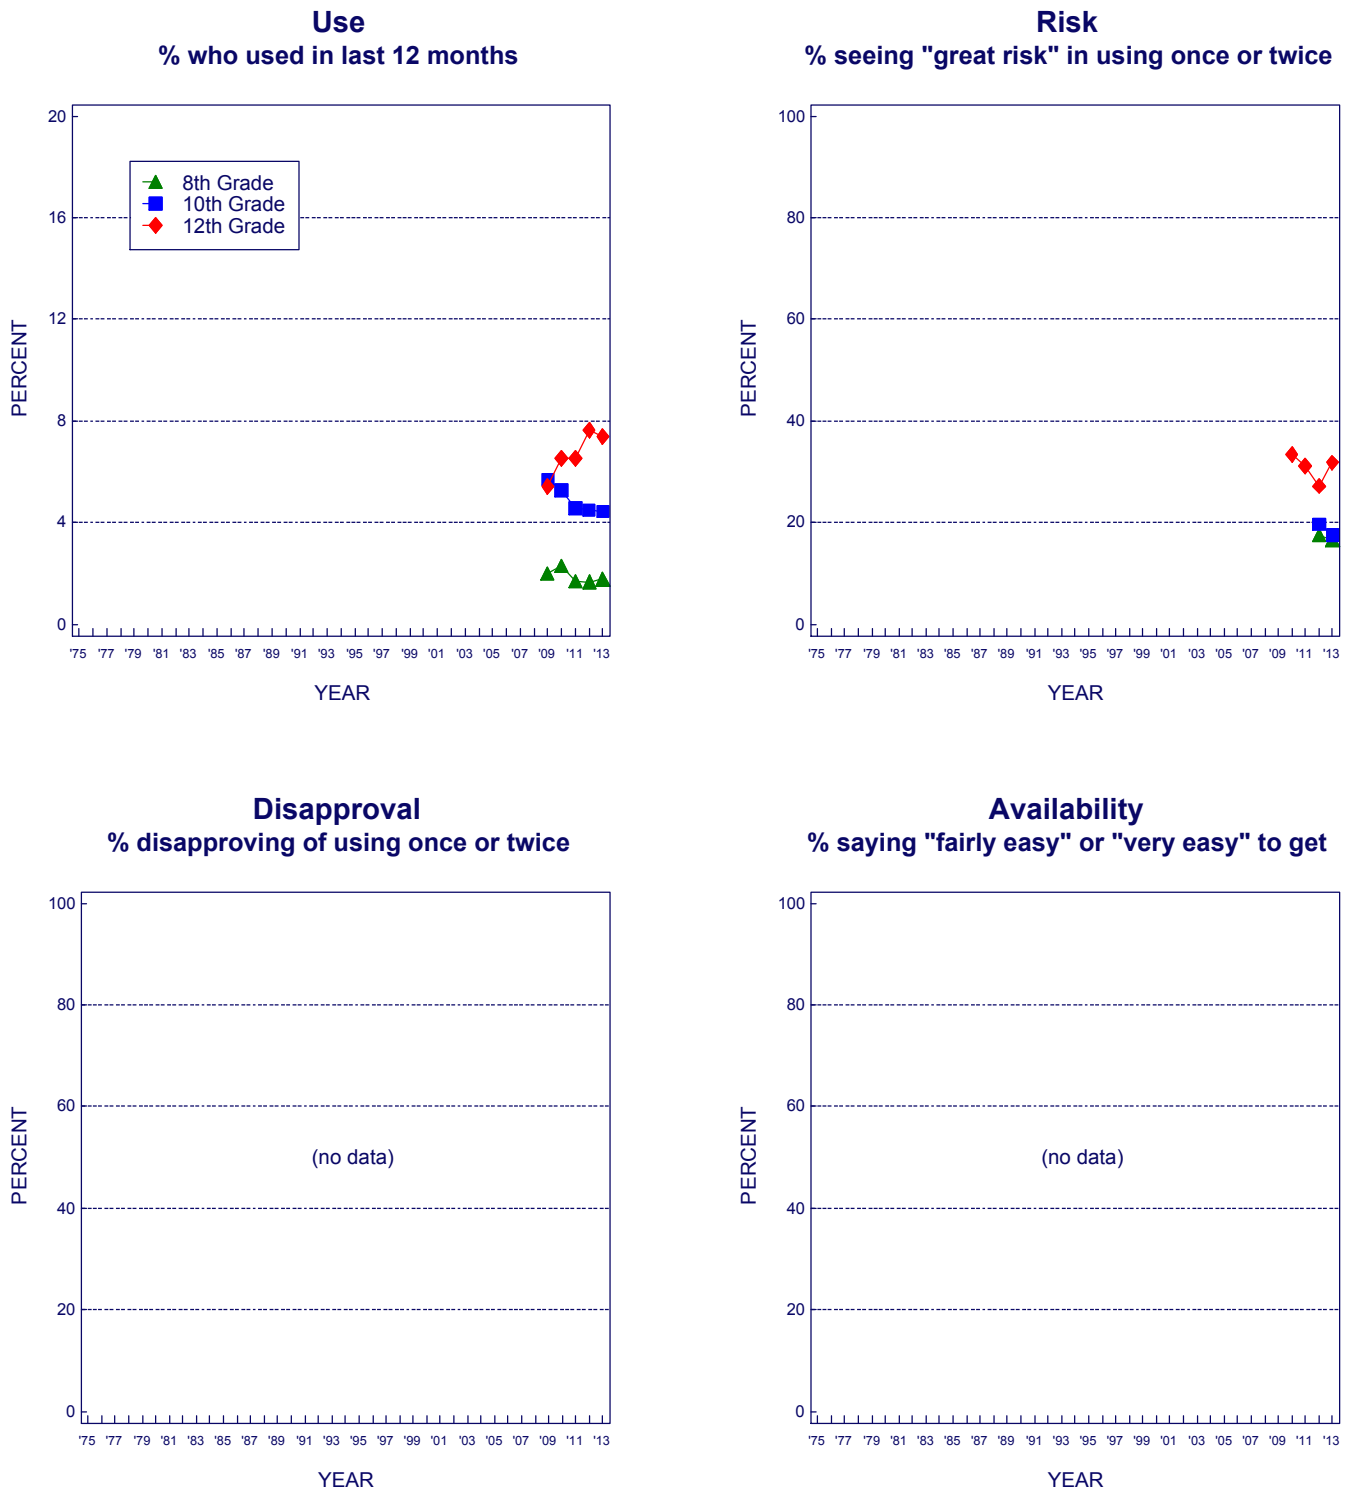 Use
% who used in last 12 months
20
16
12
8
4
0
PERCENT
8th Grade
10th Grade
12th Grade
'75 '77 '79 '81 '83 '85 '87 '89 '91 '93 '95 '97 '99 '01 '03 '05 '07 '09 '11 '13
YEAR
Risk
% seeing "great risk" in using once or twice
100
80
60
40
20
0
PERCENT
'75 '77 '79 '81 '83 '85 '87 '89 '91 '93 '95 '97 '99 '01 '03 '05 '07 '09 '11 '13
YEAR
Disapproval
% disapproving of using once or twice
100
80
60
40
20
0
PERCENT
(no data)
'75 '77 '79 '81 '83 '85 '87 '89 '91 '93 '95 '97 '99 '01 '03 '05 '07 '09 '11 '13
YEAR
Availability
% saying "fairly easy" or "very easy" to get
100
80
60
40
20
0
PERCENT
(no data)
'75 '77 '79 '81 '83 '85 '87 '89 '91 '93 '95 '97 '99 '01 '03 '05 '07 '09 '11 '13
YEAR